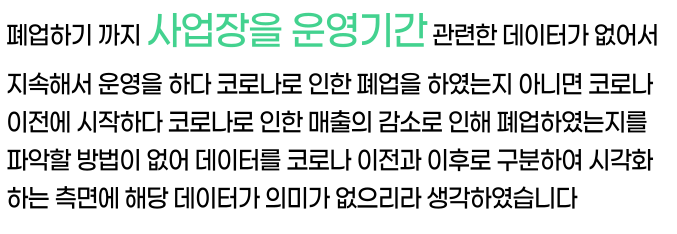 폐업하기 까지 사업장을 운영기간 관련한 데이터가 없어서
지속해서 운영을 하다 코로나로 인한 폐업을 하였는지 아니면 코로나
이전에 시작하다 코로나로 인한 매출의 감소로 인해 폐업하였는지를
파악할 방법이 없어 데이터를 코로나 이전과 이후로 구분하여 시각화
하는 측면에 해당 데이터가 의미가 없으리라 생각하였습니다